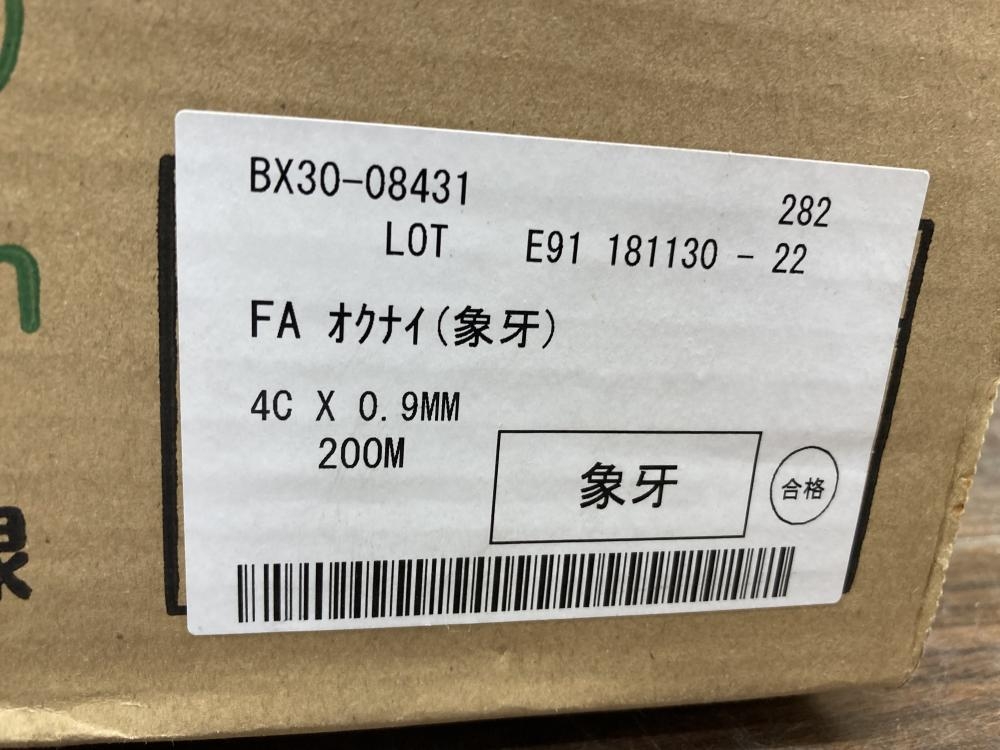 BX30-08431
282
LOT E91 181130 - 22
FA ｵｸﾅｲ(象牙)
4C X 0.9MM
200M
象牙
合格
線